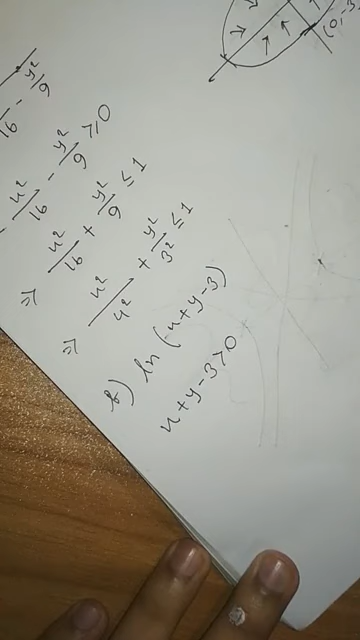 x²/16 - y²/9
- x²/16 - y²/9 ≥ 0
⇒ x²/16 + y²/9 ≤ 1
⇒ x²/4² + y²/3² ≤ 1
ln (x+y-3)
x+y-3>0
(0,-3